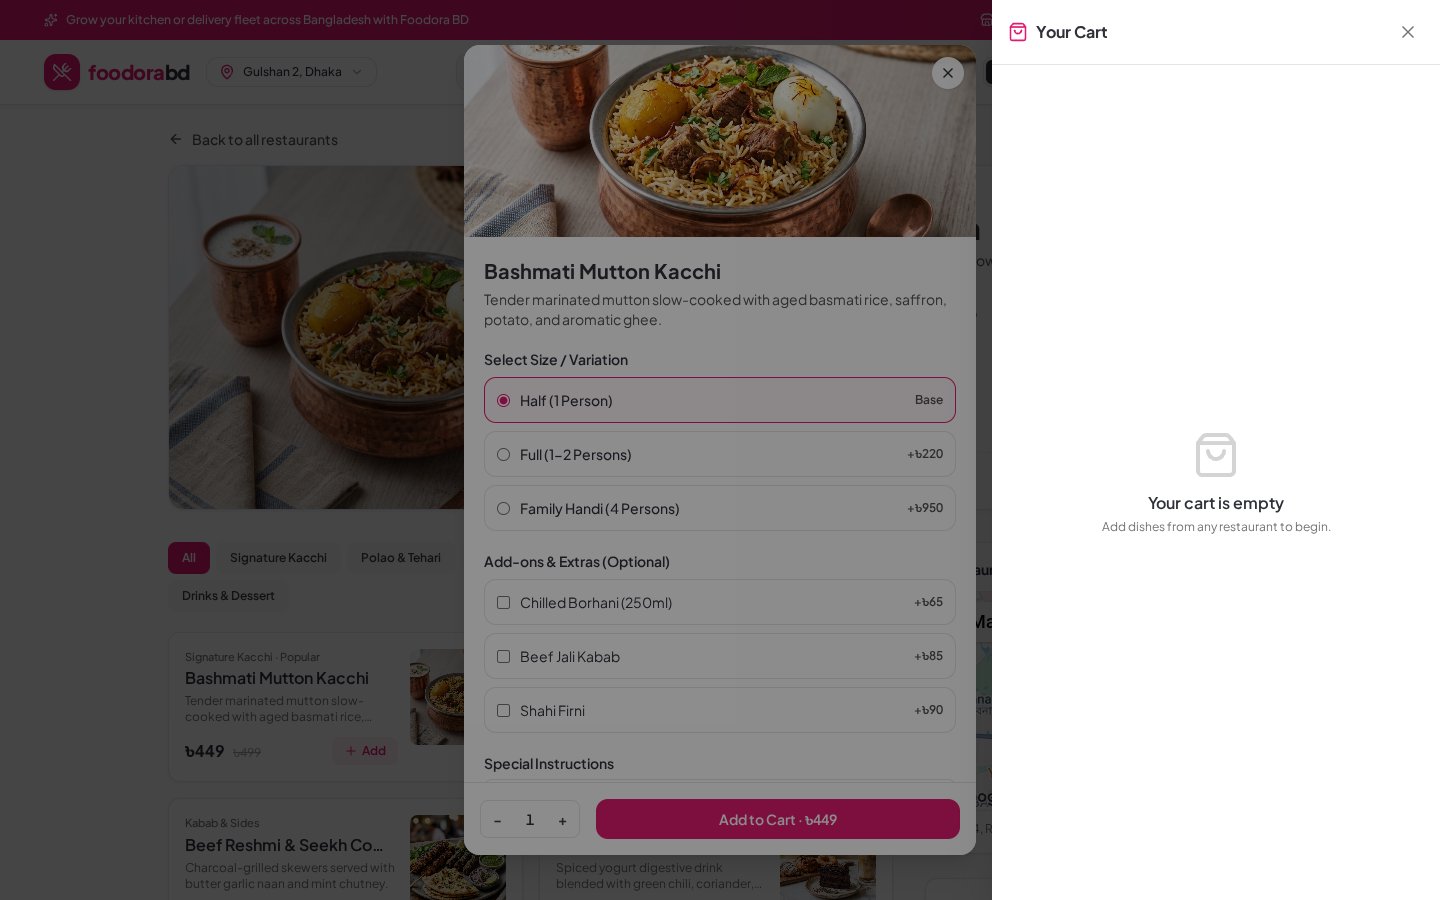 Grow your kitchen or delivery fleet across Bangladesh with Foodora BD
foodorabd
Gulshan 2, Dhaka
Back to all restaurants
All
Signature Kacchi
Polao & Tehari
Drinks & Dessert
Signature Kacchi · Popular
Bashmati Mutton Kacchi
Tender marinated mutton slow-
cooked with aged basmati rice,...
৳449 ৳499
+ Add
Kabab & Sides
Beef Reshmi & Seekh Co...
Charcoal-grilled skewers served with
butter garlic naan and mint chutney.
Spiced yogurt digestive drink
blended with green chili, coriander,...
Bashmati Mutton Kacchi
Tender marinated mutton slow-cooked with aged basmati rice, saffron,
potato, and aromatic ghee.
Select Size / Variation
Half (1 Person) Base
Full (1–2 Persons) +৳220
Family Handi (4 Persons) +৳950
Add-ons & Extras (Optional)
Chilled Borhani (250ml) +৳65
Beef Jali Kabab +৳85
Shahi Firni +৳90
Special Instructions
- 1 +
Add to Cart · ৳449
Your Cart
Your cart is empty
Add dishes from any restaurant to begin.